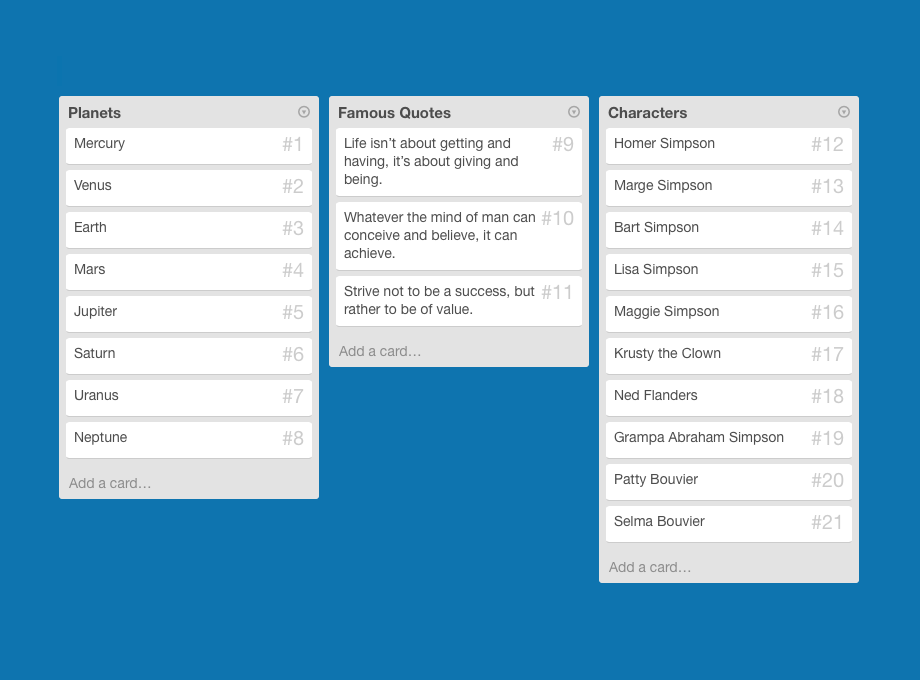 Planets
Mercury #1
Venus #2
Earth #3
Mars #4
Jupiter #5
Saturn #6
Uranus #7
Neptune #8
Add a card…
Famous Quotes
Life isn’t about getting and #9
having, it’s about giving and
being.
Whatever the mind of man can #10
conceive and believe, it can
achieve.
Strive not to be a success, but #11
rather to be of value.
Add a card…
Characters
Homer Simpson #12
Marge Simpson #13
Bart Simpson #14
Lisa Simpson #15
Maggie Simpson #16
Krusty the Clown #17
Ned Flanders #18
Grampa Abraham Simpson #19
Patty Bouvier #20
Selma Bouvier #21
Add a card…